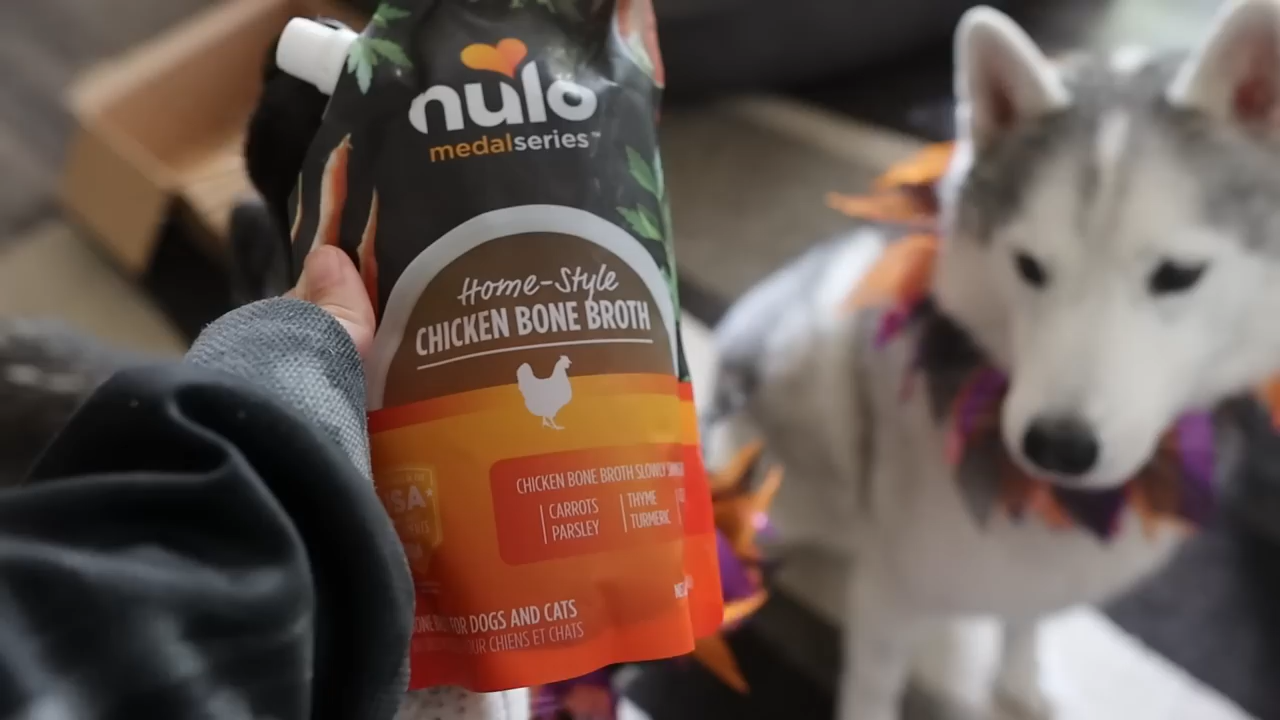 nulo
medalseries™
Home-Style
CHICKEN BONE BROTH
CHICKEN BONE BROTH SLOWLY
CARROTS
PARSLEY
THYME
TURMERIC
USA
FOR DOGS AND CATS
POUR CHIENS ET CHATS